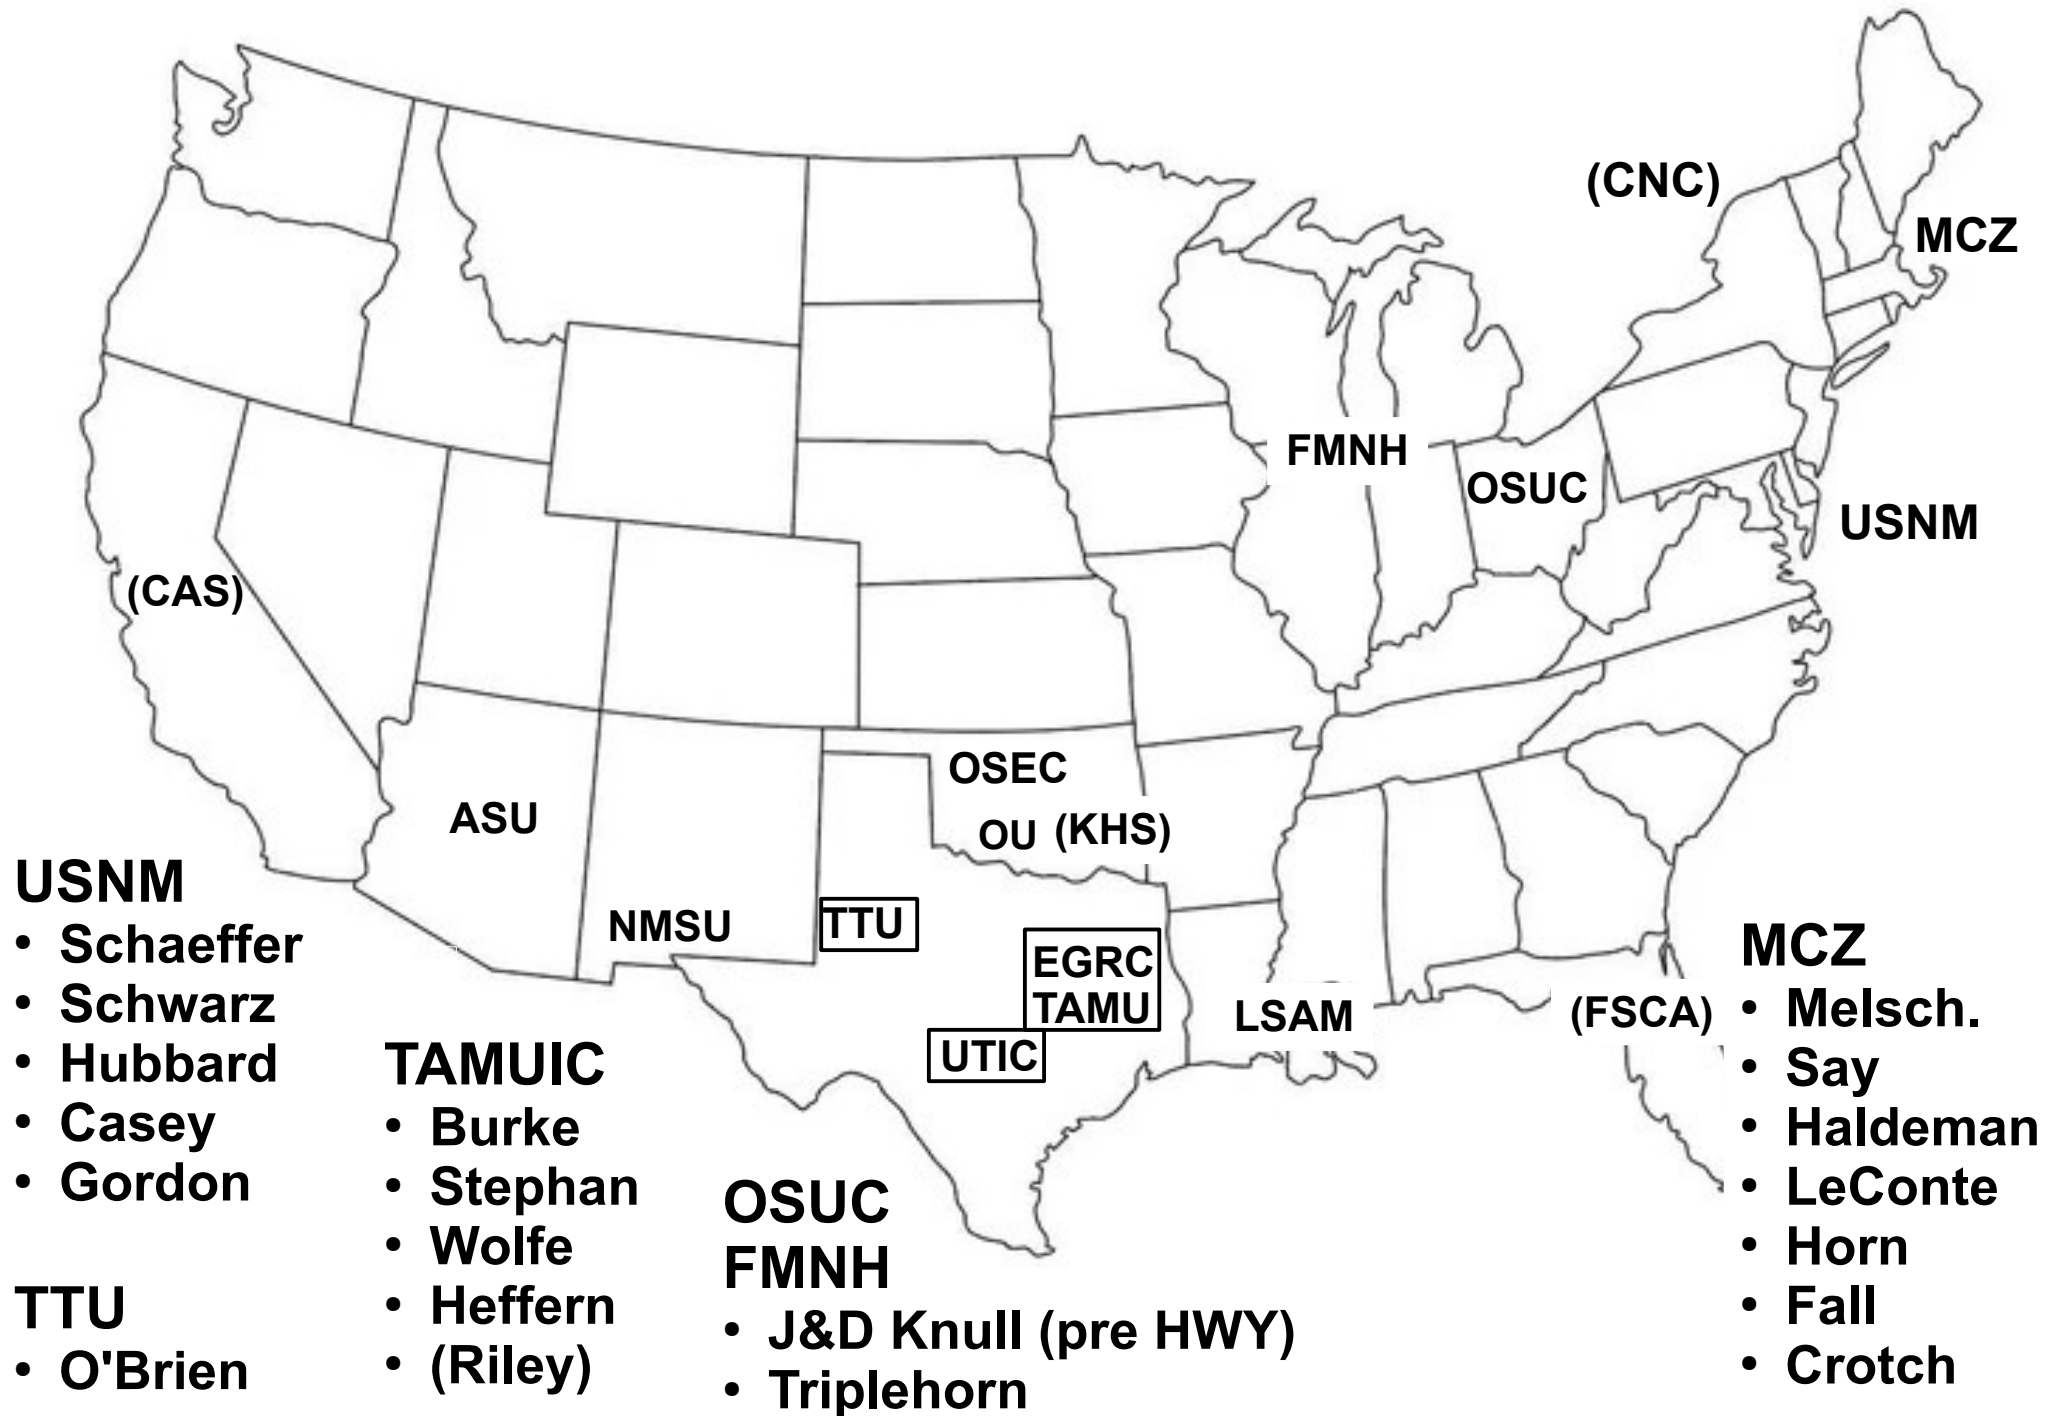 (CNC)
MCZ
FMNH
OSUC
USNM
(CAS)
OSEC
ASU
OU (KHS)
NMSU
TTU
EGRC
TAMU
LSAM
(FSCA)
UTIC
USNM
• Schaeffer
• Schwarz
• Hubbard
• Casey
• Gordon
TTU
• O'Brien
TAMUIC
• Burke
• Stephan
• Wolfe
• Heffern
• (Riley)
OSUC
FMNH
• J&D Knull (pre HWY)
• Triplehorn
MCZ
• Melsch.
• Say
• Haldeman
• LeConte
• Horn
• Fall
• Crotch